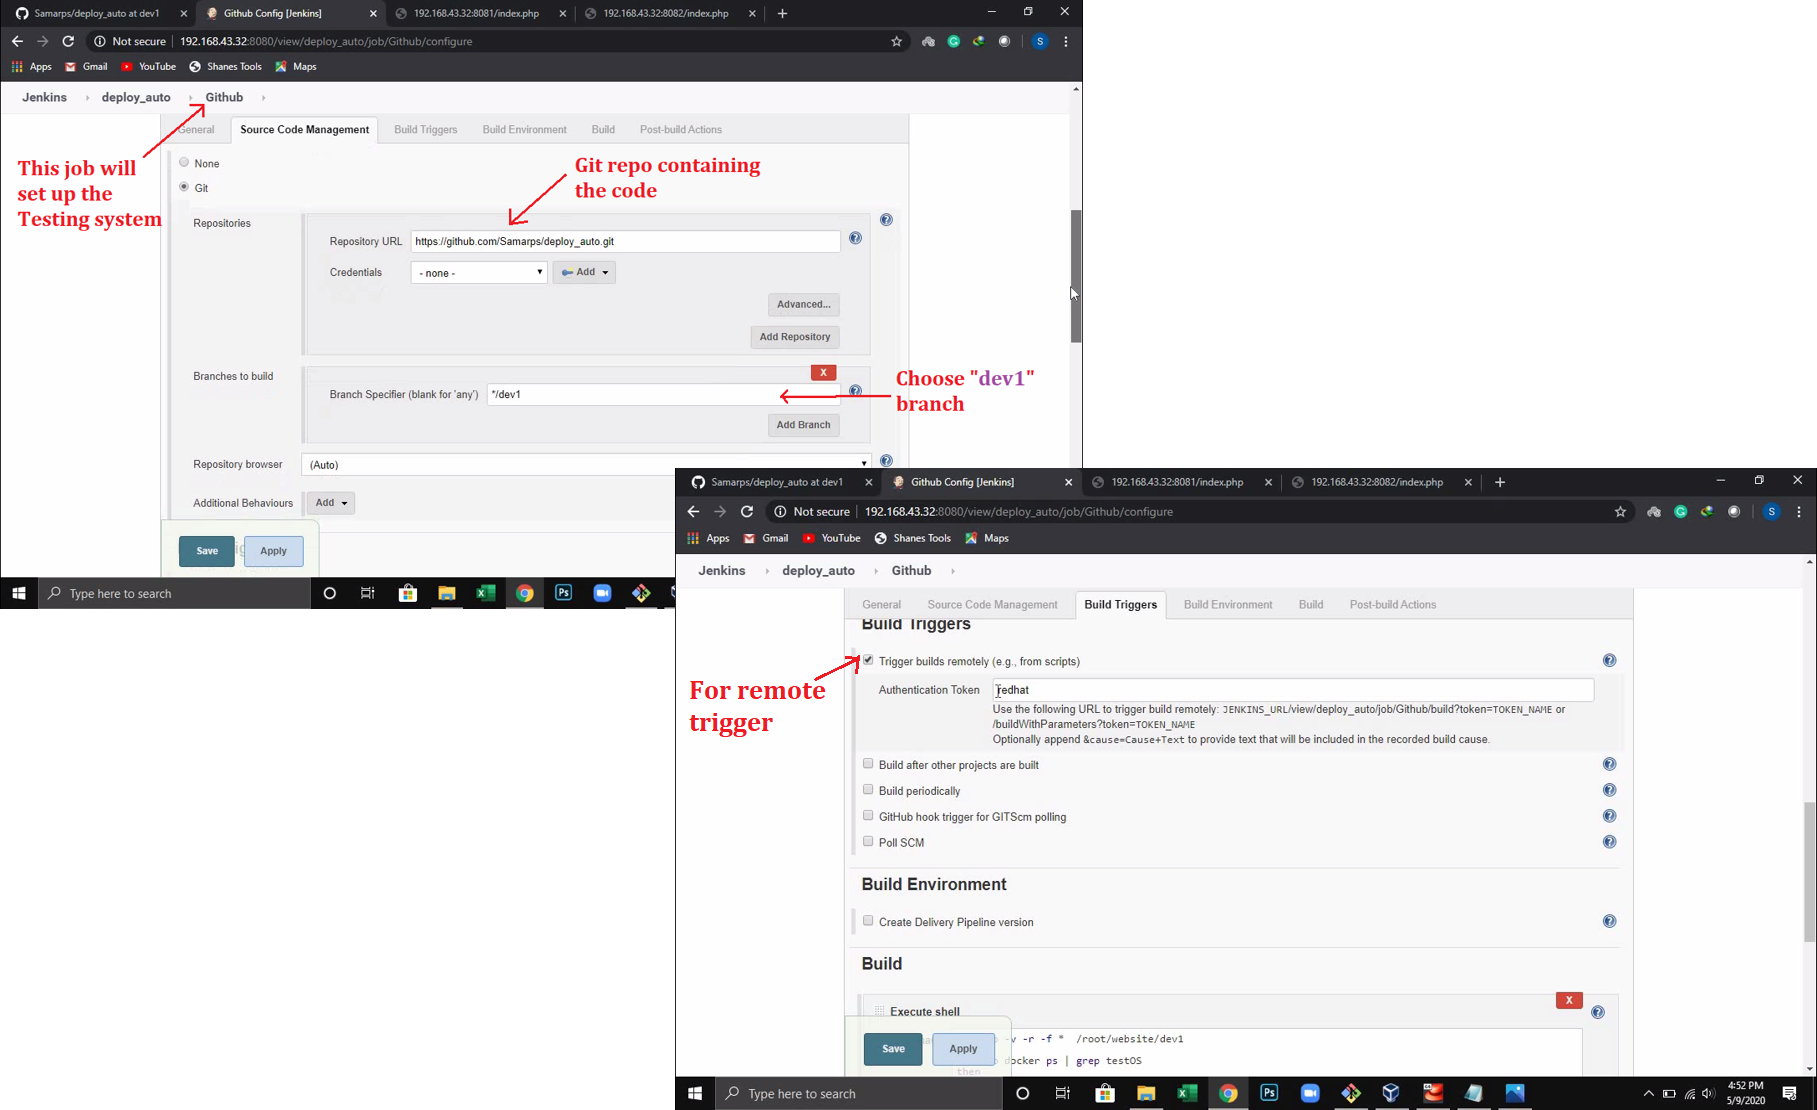 Samarps/deploy_auto at dev1
Github Config [Jenkins]
192.168.43.32:8081/index.php
192.168.43.32:8082/index.php
Not secure | 192.168.43.32:8080/view/deploy_auto/job/Github/configure
S
Apps Gmail YouTube Shanes Tools Maps
Jenkins deploy_auto Github
General Source Code Management Build Triggers Build Environment Build Post-build Actions
This job will
set up the
Testing system
None
Git
Git repo containing
the code
Repositories
Repository URL https://github.com/Samarps/deploy_auto.git
Credentials - none - Add
Advanced...
Add Repository
Branches to build
X
Branch Specifier (blank for 'any') */dev1
Choose "dev1"
branch
Add Branch
Repository browser (Auto)
Additional Behaviours Add
Save Apply
Type here to search
Ps
Samarps/deploy_auto at dev1
Github Config [Jenkins]
192.168.43.32:8081/index.php
192.168.43.32:8082/index.php
Not secure | 192.168.43.32:8080/view/deploy_auto/job/Github/configure
S
Apps Gmail YouTube Shanes Tools Maps
Jenkins deploy_auto Github
General Source Code Management Build Triggers Build Environment Build Post-build Actions
Build Triggers
For remote
trigger
Trigger builds remotely (e.g., from scripts)
Authentication Token redhat
Use the following URL to trigger build remotely: JENKINS_URL/view/deploy_auto/job/Github/build?token=TOKEN_NAME or
/buildWithParameters?token=TOKEN_NAME
Optionally append &cause=Cause+Text to provide text that will be included in the recorded build cause.
Build after other projects are built
Build periodically
GitHub hook trigger for GITScm polling
Poll SCM
Build Environment
Create Delivery Pipeline version
Build
X
Execute shell
-v -r -f * /root/website/dev1
docker ps | grep testOS
then
Save Apply
Type here to search
Ps
4:52 PM
5/9/2020